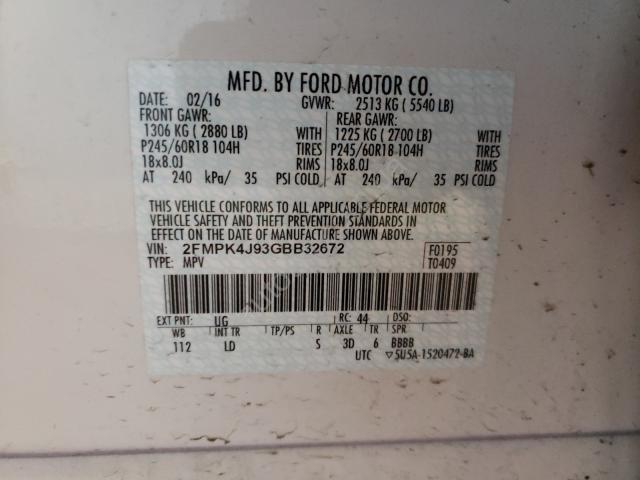 MFD. BY FORD MOTOR CO.
DATE: 02/16 GVWR: 2513 KG ( 5540 LB)
FRONT GAWR: REAR GAWR:
1306 KG ( 2880 LB) WITH 1225 KG ( 2700 LB) WITH
P245/60R18 104H TIRES P245/60R18 104H TIRES
18x8.0J RIMS 18x8.0J RIMS
AT 240 kPa/ 35 PSI COLD AT 240 kPa/ 35 PSI COLD
THIS VEHICLE CONFORMS TO ALL APPLICABLE FEDERAL MOTOR
VEHICLE SAFETY AND THEFT PREVENTION STANDARDS IN
EFFECT ON THE DATE OF MANUFACTURE SHOWN ABOVE.
VIN: 2FMPK4J93GBB32672 F0195
TYPE: MPV T0409
EXT PNT: UG RC: 44 DSO:
WB INT TR TP/PS R AXLE TR SPR
112 LD S 3D 6 BBBB
UTC ▽5U5A-1520472-BA